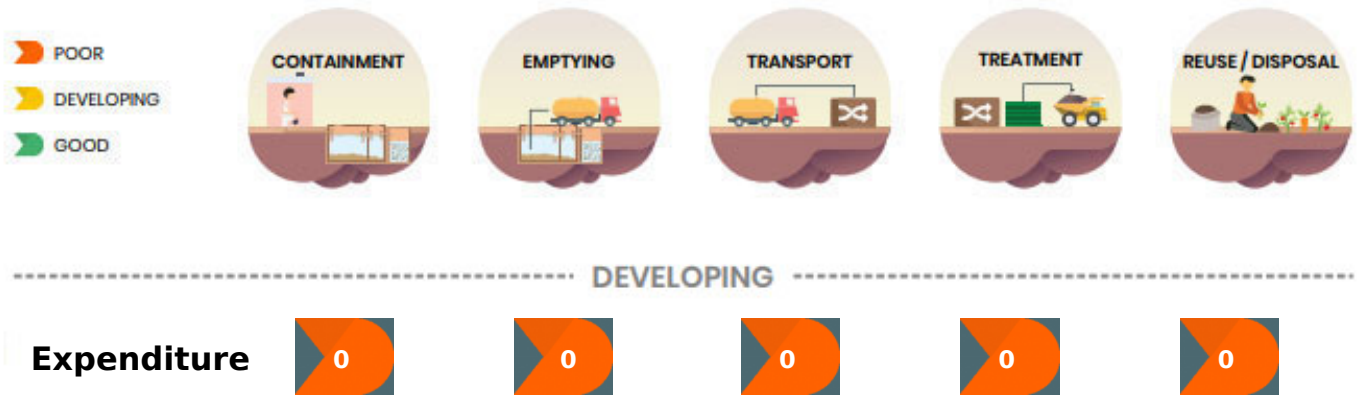 POOR
DEVELOPING
GOOD
CONTAINMENT
EMPTYING
TRANSPORT
TREATMENT
REUSE / DISPOSAL
DEVELOPING
Expenditure 0 0 0 0 0